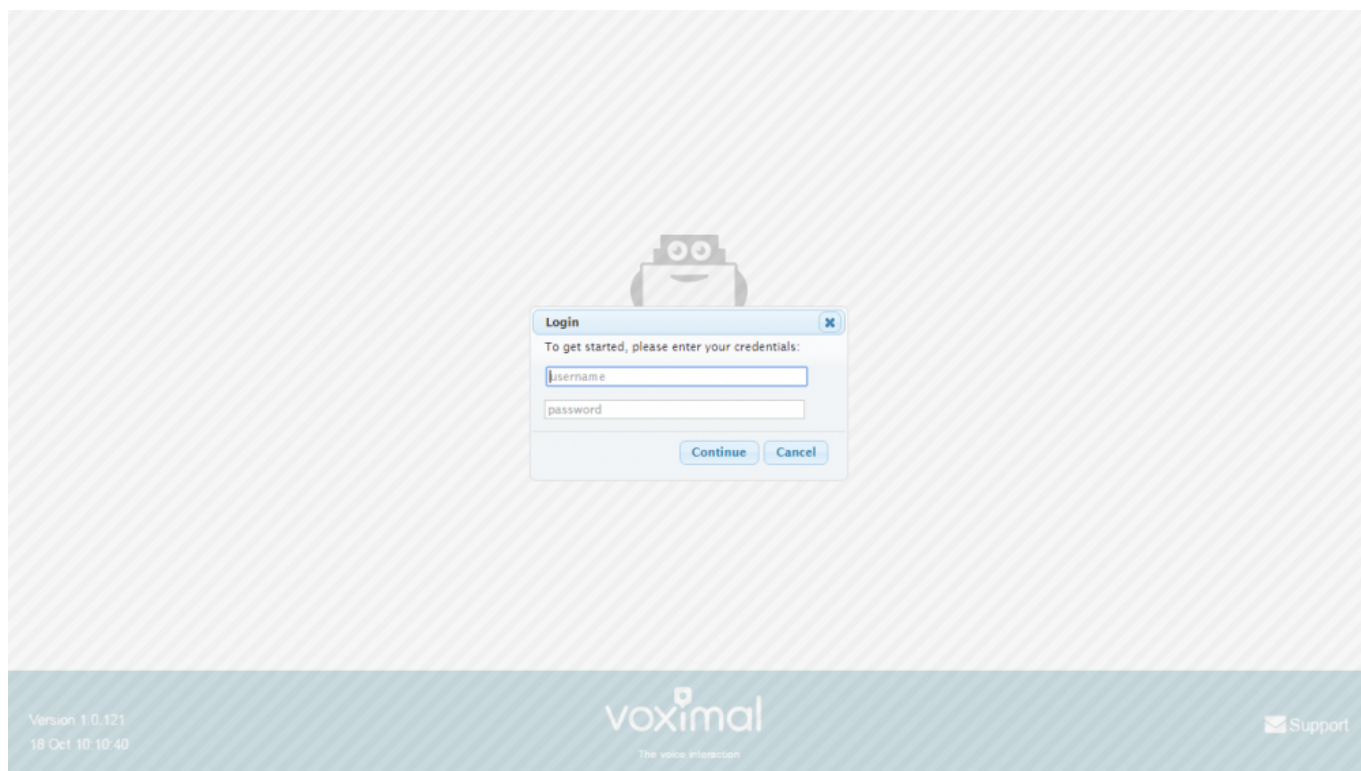 Login
To get started, please enter your credentials:
username
password
Continue Cancel
Version 1.0.121
18 Oct 10:10:40
voximal
The voice interaction
Support